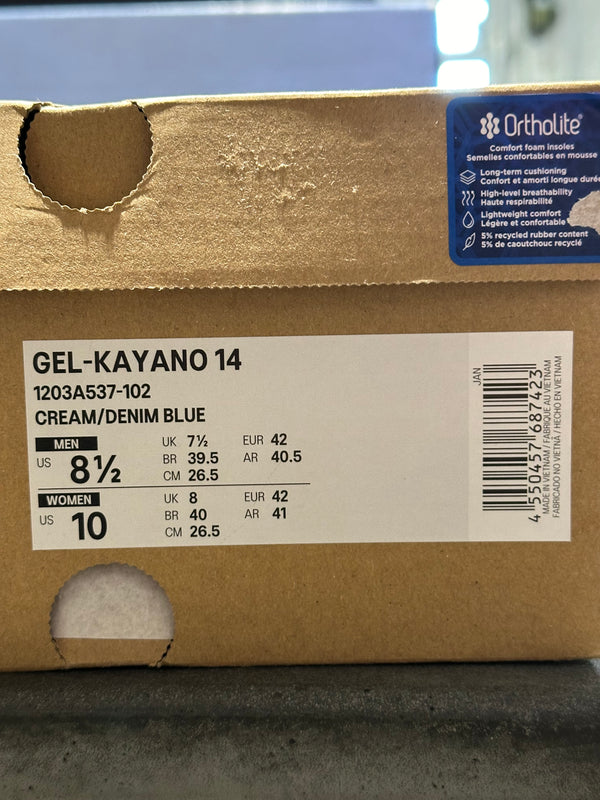 Ortholite®
Comfort foam insoles
Semelles confortables en mousse
Long-term cushioning
Confort et amorti longue durée
High-level breathability
Haute respirabilité
Lightweight comfort
Légère et confortable
5% recycled rubber content
5% de caoutchouc recyclé
GEL-KAYANO 14
1203A537-102
CREAM/DENIM BLUE
MEN
US 8½
UK 7½ EUR 42
BR 39.5 AR 40.5
CM 26.5
WOMEN
US 10
UK 8 EUR 42
BR 40 AR 41
CM 26.5
JAN
4 550457 687423
MADE IN VIETNAM / FABRIQUÉ AU VIETNAM
FABRICADO NO VIETNÃ / HECHO EN VIETNAM